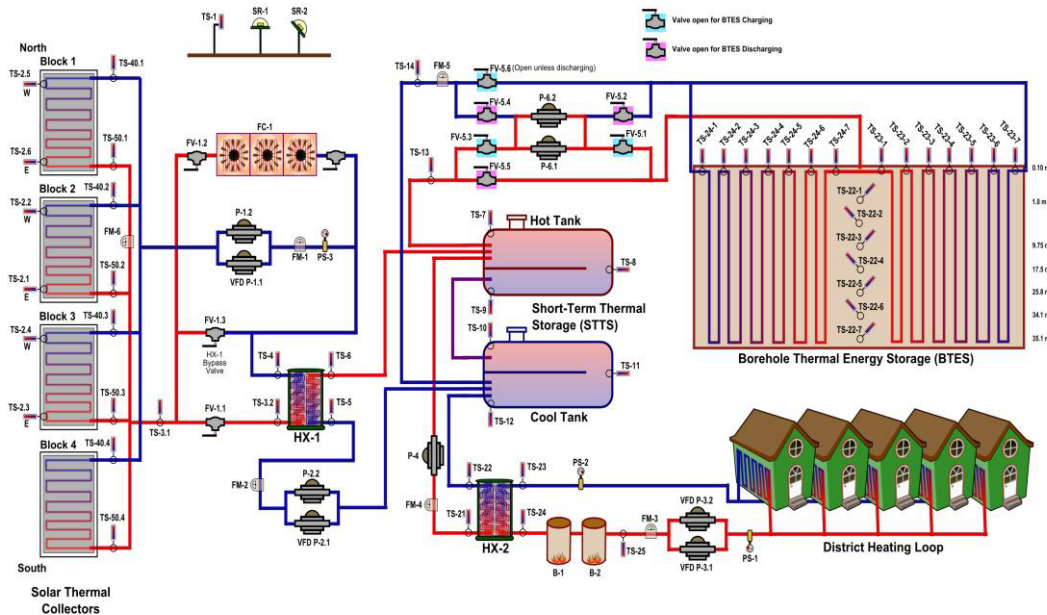 TS-1
SR-1
SR-2
Valve open for BTES Charging
Valve open for BTES Discharging
North
Block 1
TS-40.1
TS-2.5
W
TS-50.1
TS-2.6
E
Block 2
TS-40.2
TS-2.2
W
FM-6
TS-2.1
E
TS-50.2
Block 3
TS-40.3
TS-2.4
W
TS-50.3
TS-2.3
E
TS-3.1
Block 4
TS-40.4
TS-50.4
South
Solar Thermal
Collectors
FC-1
FV-1.2
P-1.2
VFD P-1.1
FM-1
PS-3
FV-1.3
HX-1
Bypass
Valve
TS-4
TS-6
FV-1.1
TS-3.2
TS-5
HX-1
FM-2
P-2.2
VFD P-2.1
TS-14
FM-5
FV-5.6 (Open unless discharging)
FV-5.4
P-6.2
FV-5.2
FV-5.3
FV-5.1
TS-13
P-6.1
FV-5.5
TS-7
Hot Tank
TS-8
TS-9
Short-Term Thermal
Storage (STTS)
TS-10
TS-11
Cool Tank
TS-12
TS-24-1
TS-24-2
TS-24-3
TS-24-4
TS-24-5
TS-24-6
TS-24-7
TS-23-1
TS-23-2
TS-23-3
TS-23-4
TS-23-5
TS-23-6
TS-23-7
0.10 m
TS-22-1
1.0 m
TS-22-2
TS-22-3
9.75 m
TS-22-4
17.5 m
TS-22-5
25.8 m
TS-22-6
34.1 m
TS-22-7
35.1 m
Borehole Thermal Energy Storage (BTES)
P-4
TS-22
TS-23
PS-2
FM-4
TS-21
TS-24
HX-2
B-1
B-2
TS-25
FM-3
VFD P-3.2
VFD P-3.1
PS-1
District Heating Loop